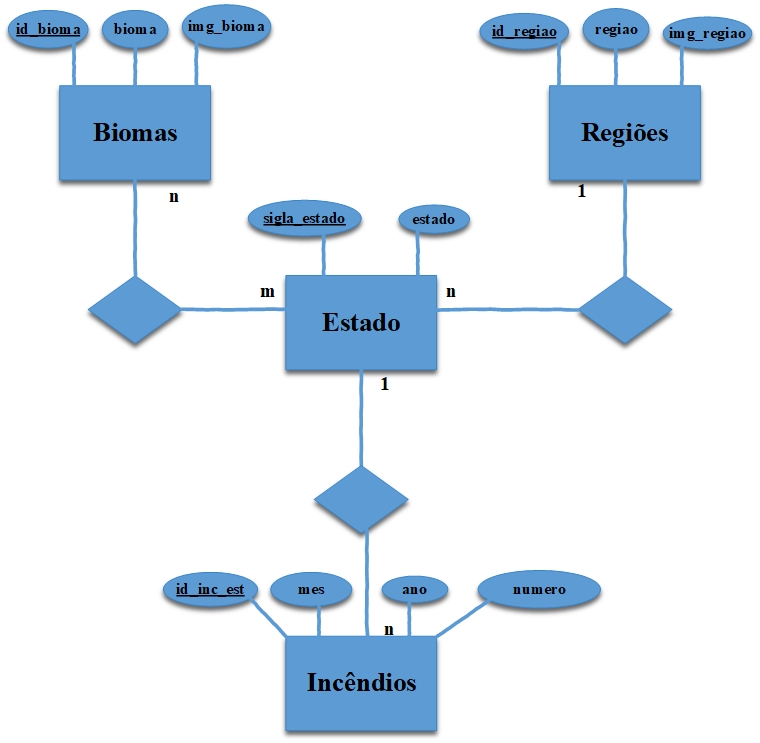 id_bioma
bioma
img_bioma
id_regiao
regiao
img_regiao
Biomas
Regiões
n
1
sigla_estado
estado
m
n
Estado
1
id_inc_est
mes
ano
numero
n
Incêndios